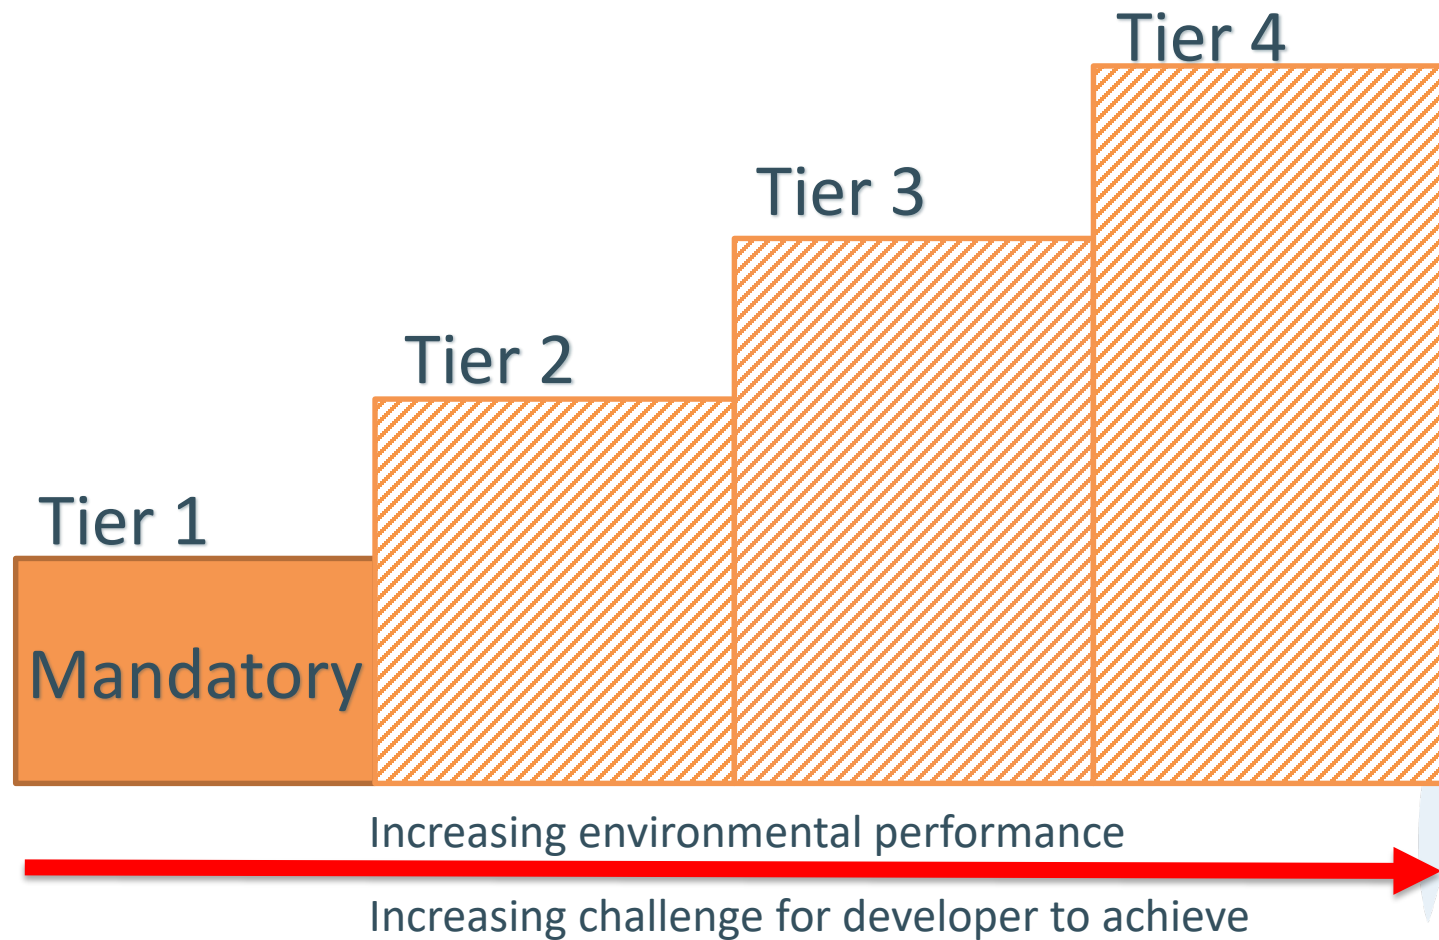 Tier 4
Tier 3
Tier 2
Tier 1
Mandatory
Increasing environmental performance
Increasing challenge for developer to achieve